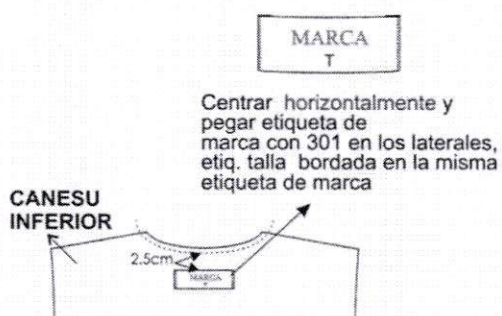 MARCA
T
Centrar horizontalmente y
pegar etiqueta de
marca con 301 en los laterales,
etiq. talla bordada en la misma
etiqueta de marca
CANESU
INFERIOR
2.5cm
MARCA
T